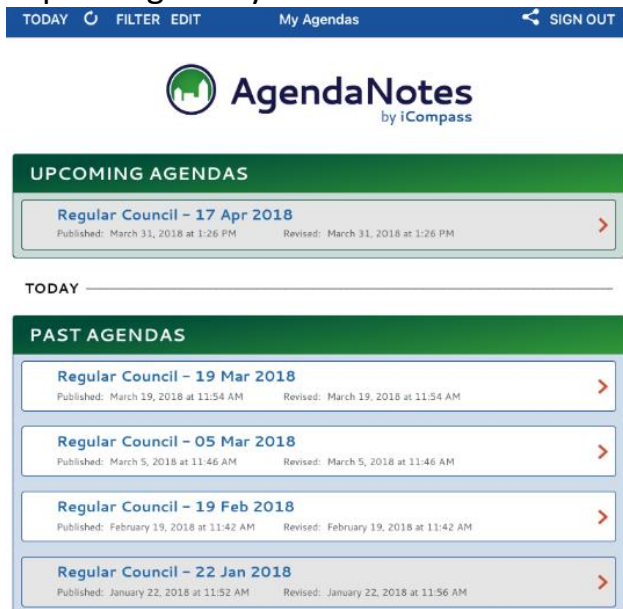 TODAY FILTER EDIT My Agendas SIGN OUT
AgendaNotes
by iCompass
UPCOMING AGENDAS
Regular Council – 17 Apr 2018
Published: March 31, 2018 at 1:26 PM Revised: March 31, 2018 at 1:26 PM
TODAY
PAST AGENDAS
Regular Council – 19 Mar 2018
Published: March 19, 2018 at 11:54 AM Revised: March 19, 2018 at 11:54 AM
Regular Council – 05 Mar 2018
Published: March 5, 2018 at 11:46 AM Revised: March 5, 2018 at 11:46 AM
Regular Council – 19 Feb 2018
Published: February 19, 2018 at 11:42 AM Revised: February 19, 2018 at 11:42 AM
Regular Council – 22 Jan 2018
Published: January 22, 2018 at 11:52 AM Revised: January 22, 2018 at 11:56 AM